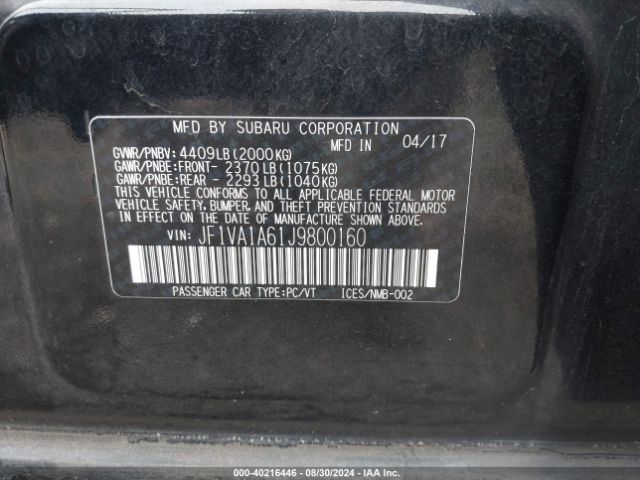 MFD BY SUBARU CORPORATION
MFD IN 04/17
GVWR/PNBV: 4409LB(2000KG)
GAWR/PNBE:FRONT- 2370LB(1075KG)
GAWR/PNBE:REAR - 2293LB(1040KG)
THIS VEHICLE CONFORMS TO ALL APPLICABLE FEDERAL MOTOR
VEHICLE SAFETY,BUMPER,AND THEFT PREVENTION STANDARDS
IN EFFECT ON THE DATE OF MANUFACTURE SHOWN ABOVE.
VIN: JF1VA1A61J9800160
PASSENGER CAR TYPE:PC/VT ICES/NMB-002
000-40216446 - 08/30/2024 - IAA Inc.